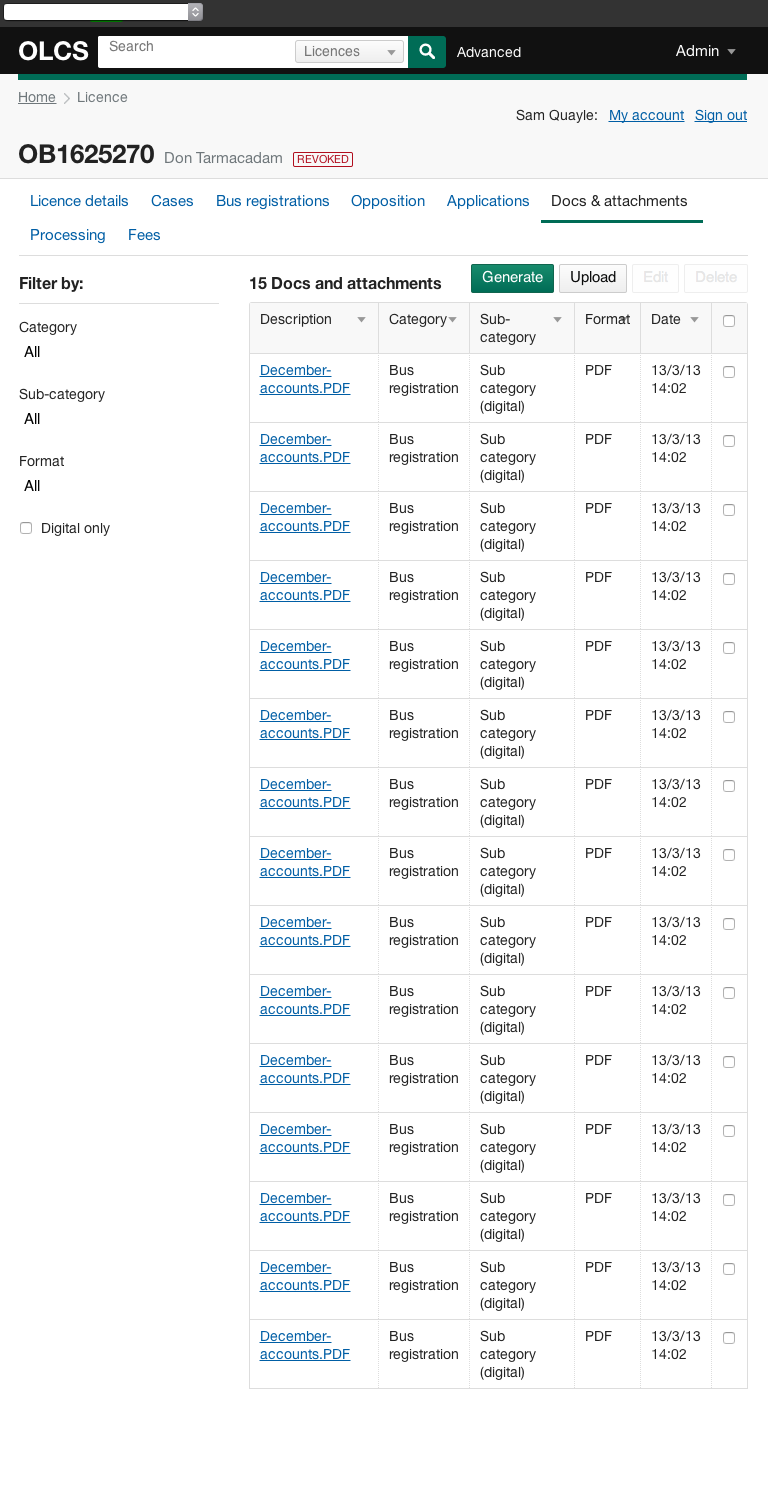 OLCS Search Licences Advanced Admin
Home Licence
Sam Quayle: My account Sign out
OB1625270 Don Tarmacadam REVOKED
Licence details Cases Bus registrations Opposition Applications Docs & attachments
Processing Fees
Filter by:
Category
All
Sub-category
All
Format
All
Digital only
15 Docs and attachments Generate Upload Edit Delete
Description Category Sub- Format Date
category
December- Bus Sub PDF 13/3/13
accounts.PDF registration category 14:02
(digital)
December- Bus Sub PDF 13/3/13
accounts.PDF registration category 14:02
(digital)
December- Bus Sub PDF 13/3/13
accounts.PDF registration category 14:02
(digital)
December- Bus Sub PDF 13/3/13
accounts.PDF registration category 14:02
(digital)
December- Bus Sub PDF 13/3/13
accounts.PDF registration category 14:02
(digital)
December- Bus Sub PDF 13/3/13
accounts.PDF registration category 14:02
(digital)
December- Bus Sub PDF 13/3/13
accounts.PDF registration category 14:02
(digital)
December- Bus Sub PDF 13/3/13
accounts.PDF registration category 14:02
(digital)
December- Bus Sub PDF 13/3/13
accounts.PDF registration category 14:02
(digital)
December- Bus Sub PDF 13/3/13
accounts.PDF registration category 14:02
(digital)
December- Bus Sub PDF 13/3/13
accounts.PDF registration category 14:02
(digital)
December- Bus Sub PDF 13/3/13
accounts.PDF registration category 14:02
(digital)
December- Bus Sub PDF 13/3/13
accounts.PDF registration category 14:02
(digital)
December- Bus Sub PDF 13/3/13
accounts.PDF registration category 14:02
(digital)
December- Bus Sub PDF 13/3/13
accounts.PDF registration category 14:02
(digital)